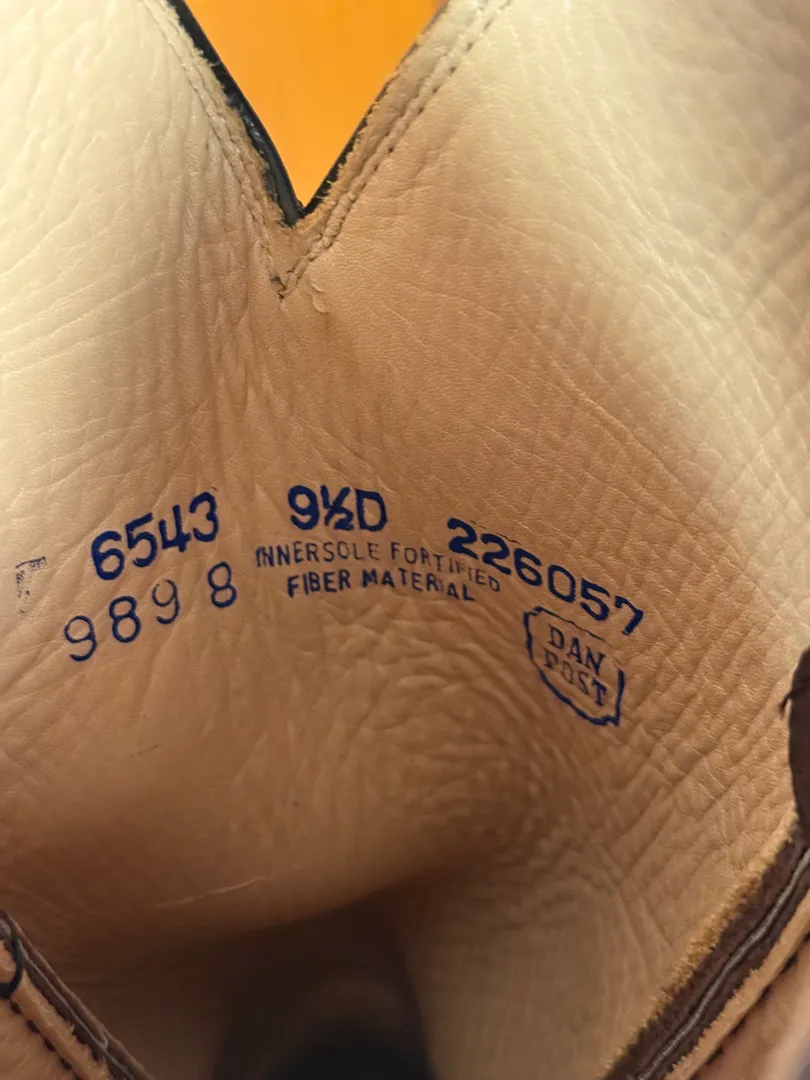 6543 9½D 226057
9898 INNERSOLE FORTIFIED
FIBER MATERIAL
DAN
POST